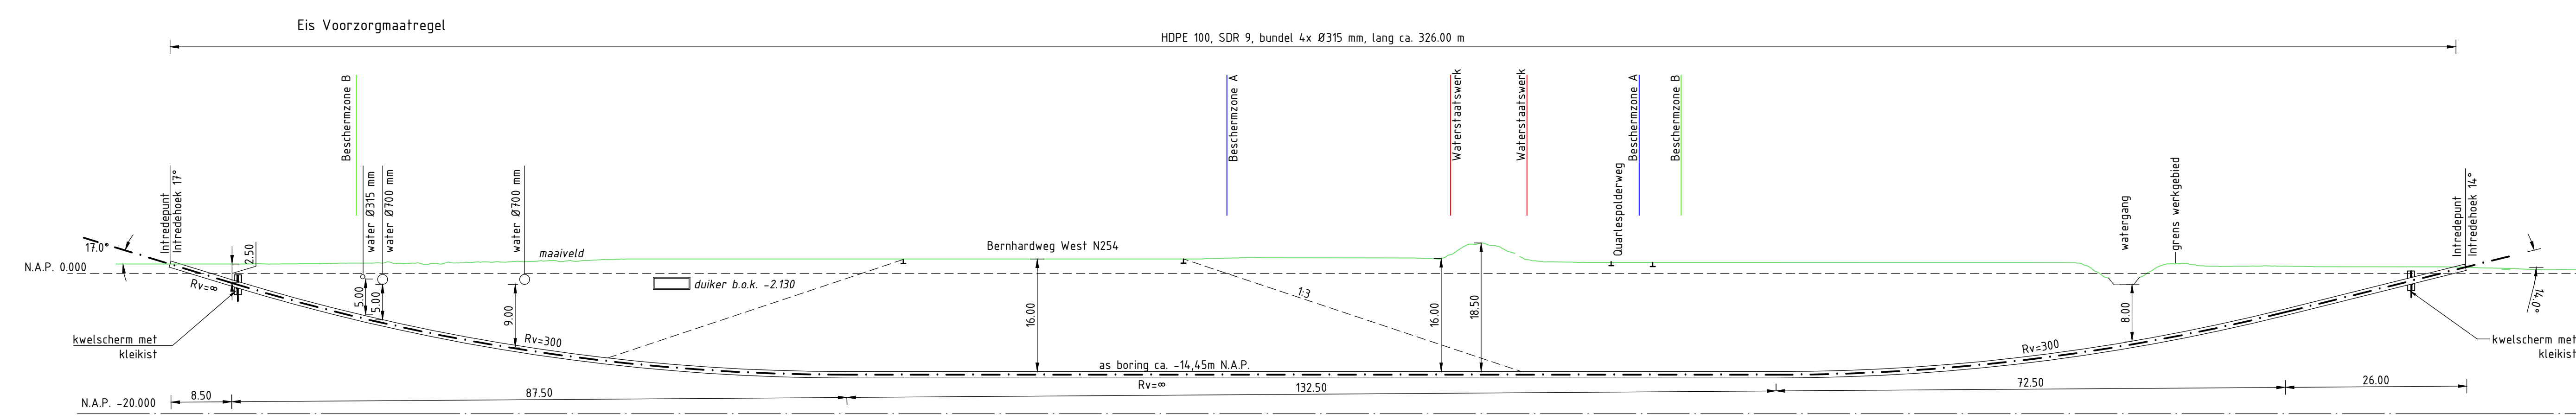 Eis Voorzorgmaatregel
HDPE 100, SDR 9, bundel 4x Ø315 mm, lang ca. 326.00 m
Beschermzone B
Beschermzone A
Waterstaatswerk
Waterstaatswerk
Beschermzone A
Beschermzone B
Intredepunt
Intredehoek 17°
water Ø315 mm
water Ø700 mm
water Ø700 mm
Quarlespolderweg
watergang
grens werkgebied
Intredepunt
Intredehoek 14°
17.0°
2.50
maaiveld
Bernhardweg West N254
N.A.P. 0.000
Rv=∞
5.00
5.00
9.00
duiker b.o.k. -2.130
16.00
1:3
16.00
18.50
8.00
14.0°
kwelscherm met
kleikist
Rv=300
as boring ca. -14,45m N.A.P.
Rv=∞
Rv=300
kwelscherm met
kleikist
N.A.P. -20.000
8.50
87.50
132.50
72.50
26.00